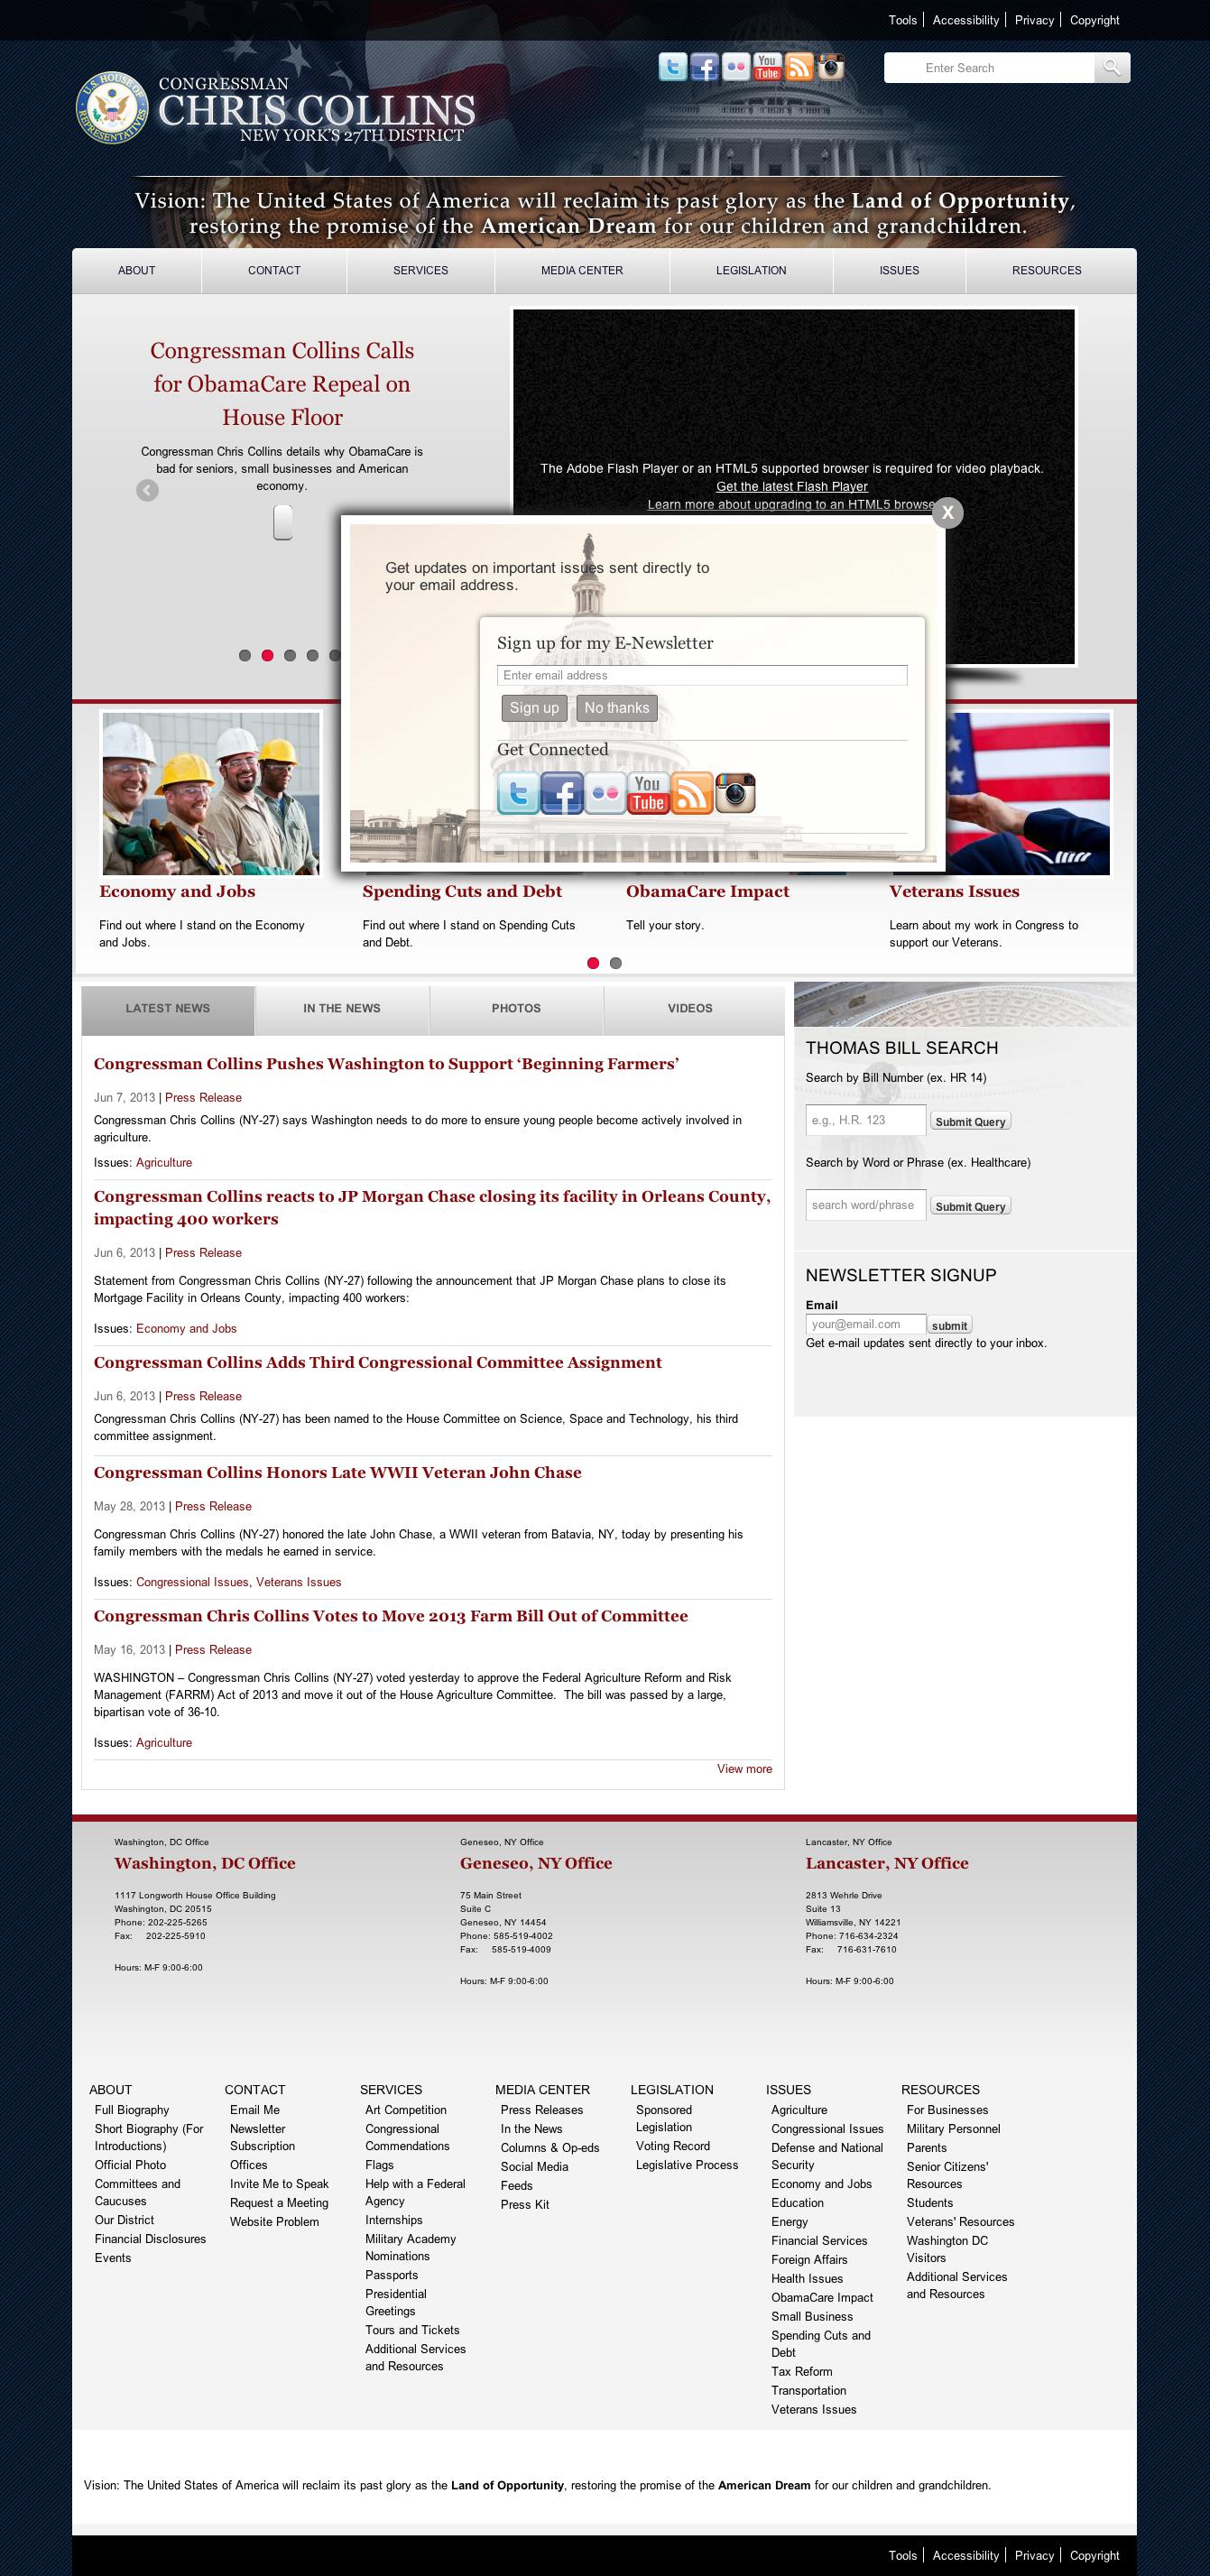 Tools
Accessibility
Privacy
Copyright
Enter Search
CONGRESSMAN
CHRIS COLLINS
NEW YORK'S 27TH DISTRICT
U.S. HOUSE OF REPRESENTATIVES
You Tube
Vision: The United States of America will reclaim its past glory as the Land of Opportunity,
restoring the promise of the American Dream for our children and grandchildren.
ABOUT
CONTACT
SERVICES
MEDIA CENTER
LEGISLATION
ISSUES
RESOURCES
Congressman Collins Calls
for ObamaCare Repeal on
House Floor
Congressman Chris Collins details why ObamaCare is
bad for seniors, small businesses and American
economy.
The Adobe Flash Player or an HTML5 supported browser is required for video playback.
Get the latest Flash Player
Learn more about upgrading to an HTML5 browse
X
Get updates on important issues sent directly to
your email address.
Sign up for my E-Newsletter
Enter email address
Sign up
No thanks
Get Connected
You Tube
Economy and Jobs
Find out where I stand on the Economy
and Jobs.
Spending Cuts and Debt
Find out where I stand on Spending Cuts
and Debt.
ObamaCare Impact
Tell your story.
Veterans Issues
Learn about my work in Congress to
support our Veterans.
LATEST NEWS
IN THE NEWS
PHOTOS
VIDEOS
Congressman Collins Pushes Washington to Support ‘Beginning Farmers’
Jun 7, 2013 | Press Release
Congressman Chris Collins (NY-27) says Washington needs to do more to ensure young people become actively involved in
agriculture.
Issues: Agriculture
Congressman Collins reacts to JP Morgan Chase closing its facility in Orleans County,
impacting 400 workers
Jun 6, 2013 | Press Release
Statement from Congressman Chris Collins (NY-27) following the announcement that JP Morgan Chase plans to close its
Mortgage Facility in Orleans County, impacting 400 workers:
Issues: Economy and Jobs
Congressman Collins Adds Third Congressional Committee Assignment
Jun 6, 2013 | Press Release
Congressman Chris Collins (NY-27) has been named to the House Committee on Science, Space and Technology, his third
committee assignment.
Congressman Collins Honors Late WWII Veteran John Chase
May 28, 2013 | Press Release
Congressman Chris Collins (NY-27) honored the late John Chase, a WWII veteran from Batavia, NY, today by presenting his
family members with the medals he earned in service.
Issues: Congressional Issues, Veterans Issues
Congressman Chris Collins Votes to Move 2013 Farm Bill Out of Committee
May 16, 2013 | Press Release
WASHINGTON – Congressman Chris Collins (NY-27) voted yesterday to approve the Federal Agriculture Reform and Risk
Management (FARRM) Act of 2013 and move it out of the House Agriculture Committee.  The bill was passed by a large,
bipartisan vote of 36-10.
Issues: Agriculture
View more
THOMAS BILL SEARCH
Search by Bill Number (ex. HR 14)
e.g., H.R. 123
Submit Query
Search by Word or Phrase (ex. Healthcare)
search word/phrase
Submit Query
NEWSLETTER SIGNUP
Email
your@email.com
submit
Get e-mail updates sent directly to your inbox.
Washington, DC Office
Washington, DC Office
1117 Longworth House Office Building
Washington, DC 20515
Phone: 202-225-5265
Fax: 202-225-5910
Hours: M-F 9:00-6:00
Geneseo, NY Office
Geneseo, NY Office
75 Main Street
Suite C
Geneseo, NY 14454
Phone: 585-519-4002
Fax: 585-519-4009
Hours: M-F 9:00-6:00
Lancaster, NY Office
Lancaster, NY Office
2813 Wehrle Drive
Suite 13
Williamsville, NY 14221
Phone: 716-634-2324
Fax: 716-631-7610
Hours: M-F 9:00-6:00
ABOUT
Full Biography
Short Biography (For
Introductions)
Official Photo
Committees and
Caucuses
Our District
Financial Disclosures
Events
CONTACT
Email Me
Newsletter
Subscription
Offices
Invite Me to Speak
Request a Meeting
Website Problem
SERVICES
Art Competition
Congressional
Commendations
Flags
Help with a Federal
Agency
Internships
Military Academy
Nominations
Passports
Presidential
Greetings
Tours and Tickets
Additional Services
and Resources
MEDIA CENTER
Press Releases
In the News
Columns & Op-eds
Social Media
Feeds
Press Kit
LEGISLATION
Sponsored
Legislation
Voting Record
Legislative Process
ISSUES
Agriculture
Congressional Issues
Defense and National
Security
Economy and Jobs
Education
Energy
Financial Services
Foreign Affairs
Health Issues
ObamaCare Impact
Small Business
Spending Cuts and
Debt
Tax Reform
Transportation
Veterans Issues
RESOURCES
For Businesses
Military Personnel
Parents
Senior Citizens'
Resources
Students
Veterans' Resources
Washington DC
Visitors
Additional Services
and Resources
Vision: The United States of America will reclaim its past glory as the Land of Opportunity, restoring the promise of the American Dream for our children and grandchildren.
Tools
Accessibility
Privacy
Copyright